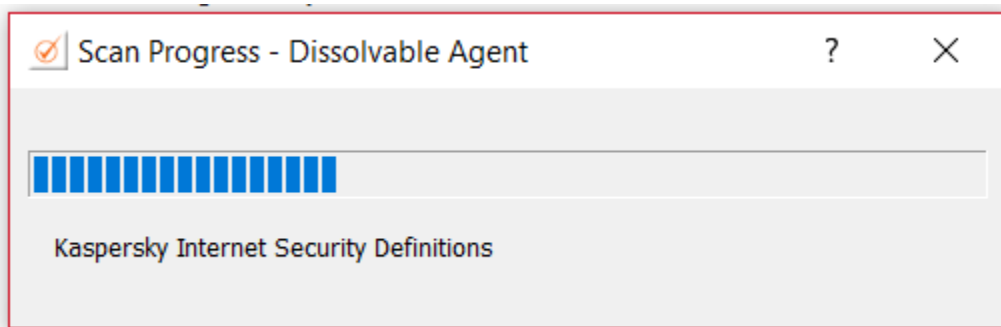 Scan Progress - Dissolvable Agent ?
Kaspersky Internet Security Definitions